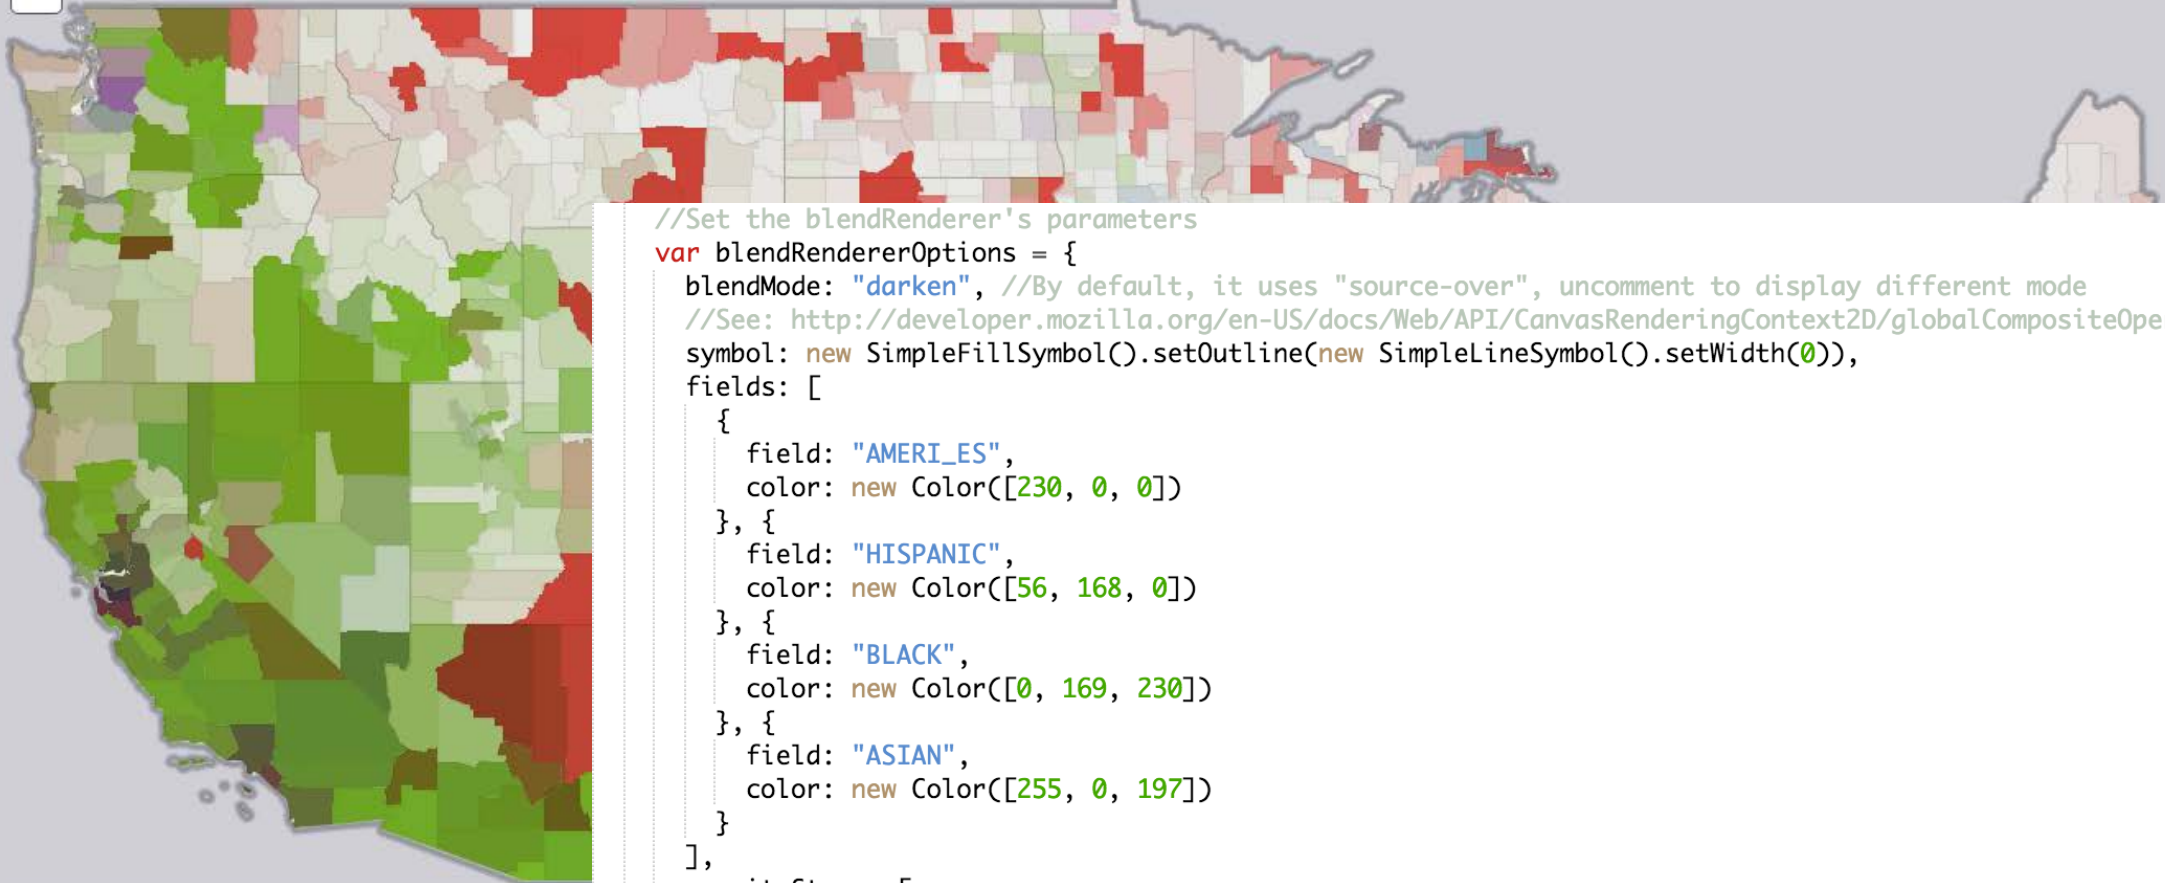 //Set the blendRenderer's parameters
var blendRendererOptions = {
blendMode: "darken", //By default, it uses "source-over", uncomment to display different mode
//See: http://developer.mozilla.org/en-US/docs/Web/API/CanvasRenderingContext2D/globalCompositeOpe
symbol: new SimpleFillSymbol().setOutline(new SimpleLineSymbol().setWidth(0)),
fields: [
{
field: "AMERI_ES",
color: new Color([230, 0, 0])
}, {
field: "HISPANIC",
color: new Color([56, 168, 0])
}, {
field: "BLACK",
color: new Color([0, 169, 230])
}, {
field: "ASIAN",
color: new Color([255, 0, 197])
}
],